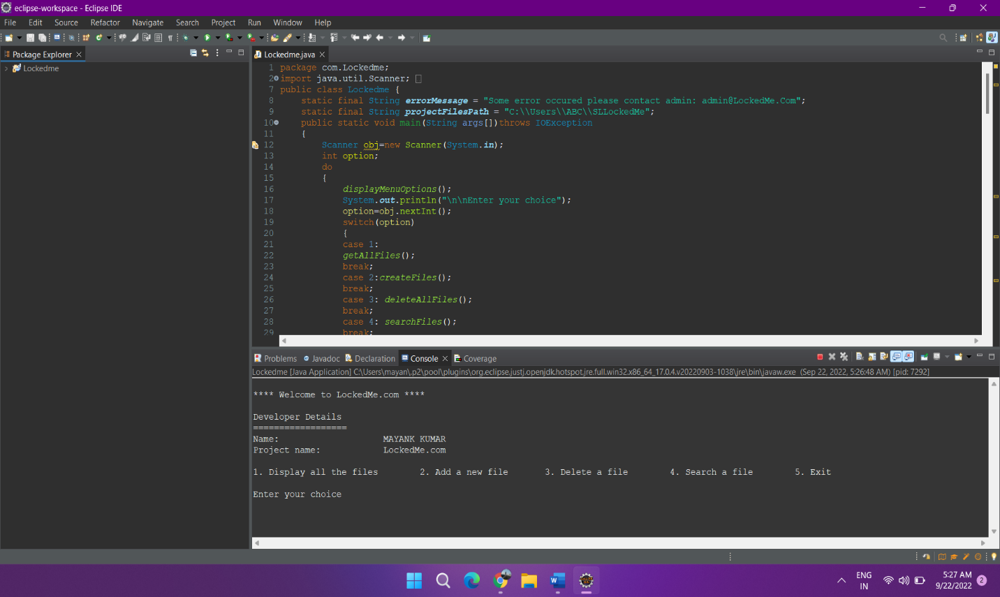 eclipse-workspace - Eclipse IDE
File Edit Source Refactor Navigate Search Project Run Window Help
Package Explorer
Lockedme.java
Lockedme
1 package com.Lockedme;
2 import java.util.Scanner;
7 public class Lockedme {
8 static final String errorMessage = "Some error occured please contact admin: admin@LockedMe.Com";
9 static final String projectFilesPath = "C:\\Users\\ABC\\SLLockedMe";
10 public static void main(String args[])throws IOException
11 {
12 Scanner obj=new Scanner(System.in);
13 int option;
14 do
15 {
16 displayMenuOptions();
17 System.out.println("\n\nEnter your choice");
18 option=obj.nextInt();
19 switch(option)
20 {
21 case 1:
22 getAllFiles();
23 break;
24 case 2:createFiles();
25 break;
26 case 3: deleteAllFiles();
27 break;
28 case 4: searchFiles();
29 break;
Problems Javadoc Declaration Console Coverage
Lockedme [Java Application] C:\Users\mayan\.p2\pool\plugins\org.eclipse.justj.openjdk.hotspot.jre.full.win32.x86_64_17.0.4.v20220903-1038\jre\bin\javaw.exe (Sep 22, 2022, 5:26:48 AM) [pid: 7292]
**** Welcome to LockedMe.com ****
Developer Details
==================
Name: MAYANK KUMAR
Project name: LockedMe.com
1. Display all the files 2. Add a new file 3. Delete a file 4. Search a file 5. Exit
Enter your choice
ENG
IN
5:27 AM
9/22/2022
2